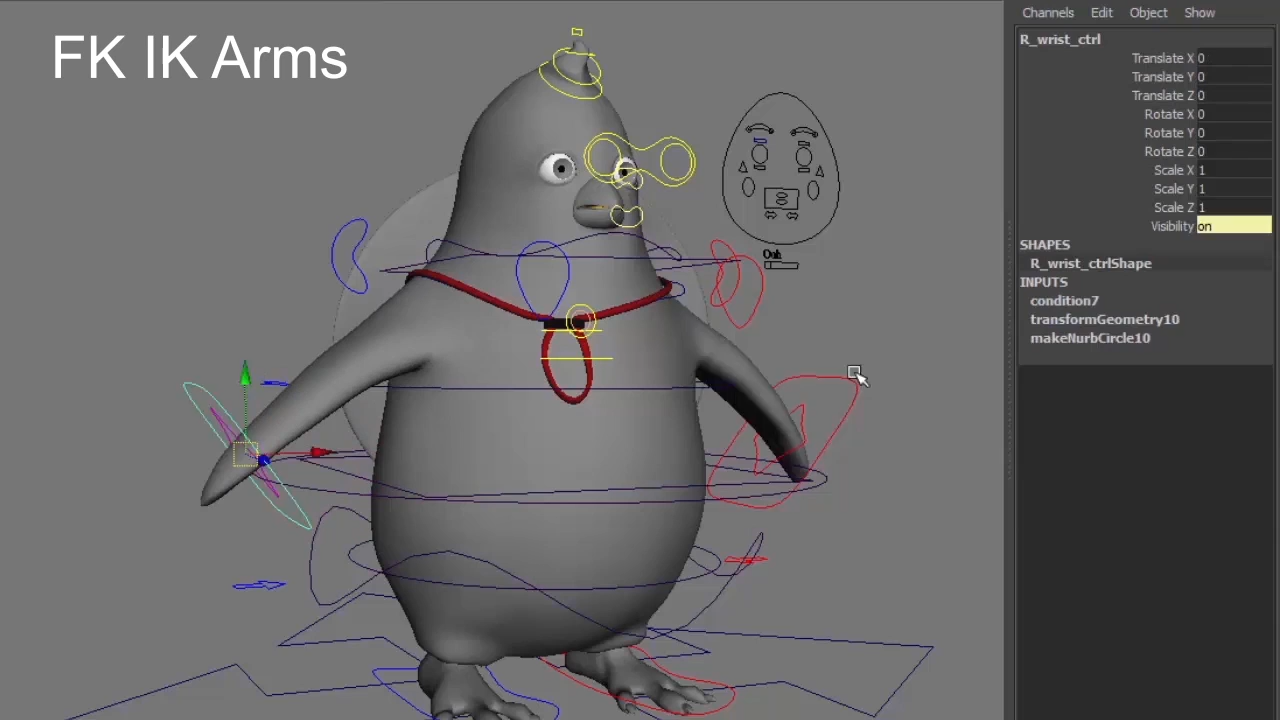 FK IK Arms
Channels Edit Object Show
R_wrist_ctrl
Translate X 0
Translate Y 0
Translate Z 0
Rotate X 0
Rotate Y 0
Rotate Z 0
Scale X 1
Scale Y 1
Scale Z 1
Visibility on
SHAPES
R_wrist_ctrlShape
INPUTS
condition7
transformGeometry10
makeNurbCircle10
Ooh